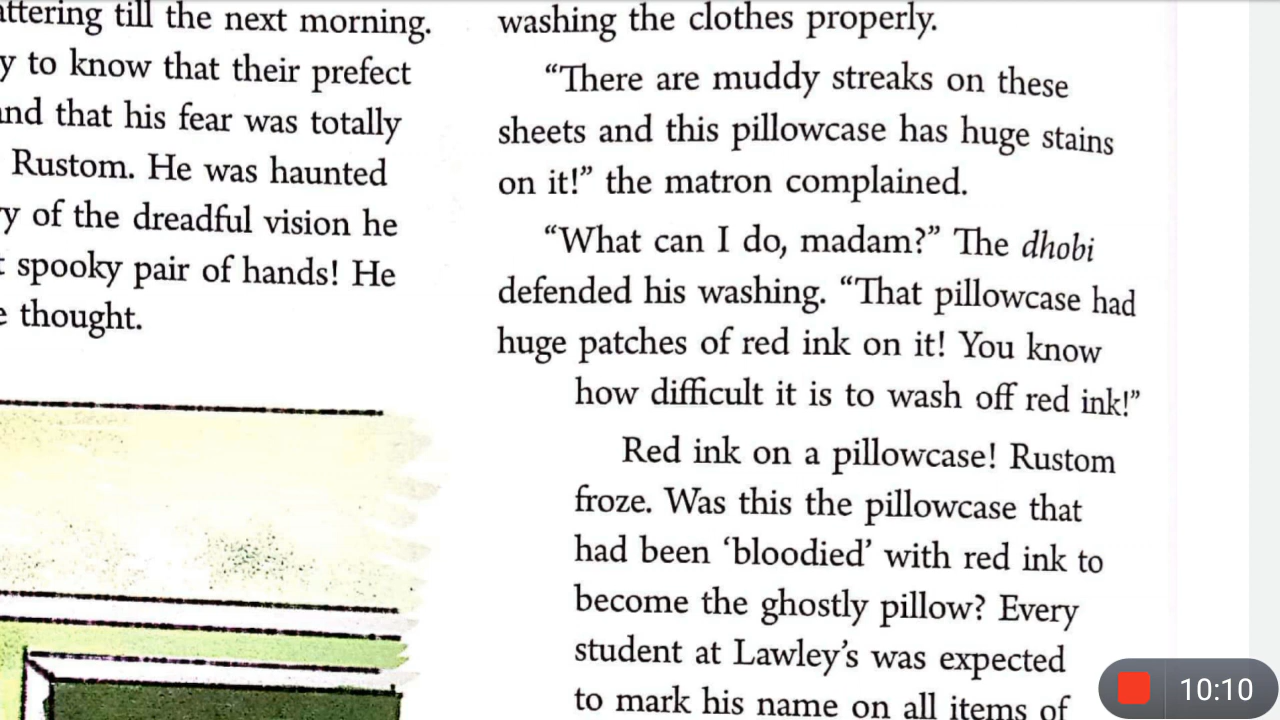 till the next morning.
to know that their prefect
that his fear was totally
Rustom. He was haunted
of the dreadful vision he
spooky pair of hands! He
thought.
washing the clothes properly.
“There are muddy streaks on these
sheets and this pillowcase has huge stains
on it!” the matron complained.
“What can I do, madam?” The dhobi
defended his washing. “That pillowcase had
huge patches of red ink on it! You know
how difficult it is to wash off red ink!”
Red ink on a pillowcase! Rustom
froze. Was this the pillowcase that
had been ‘bloodied’ with red ink to
become the ghostly pillow? Every
student at Lawley’s was expected
to mark his name on all items of
10:10